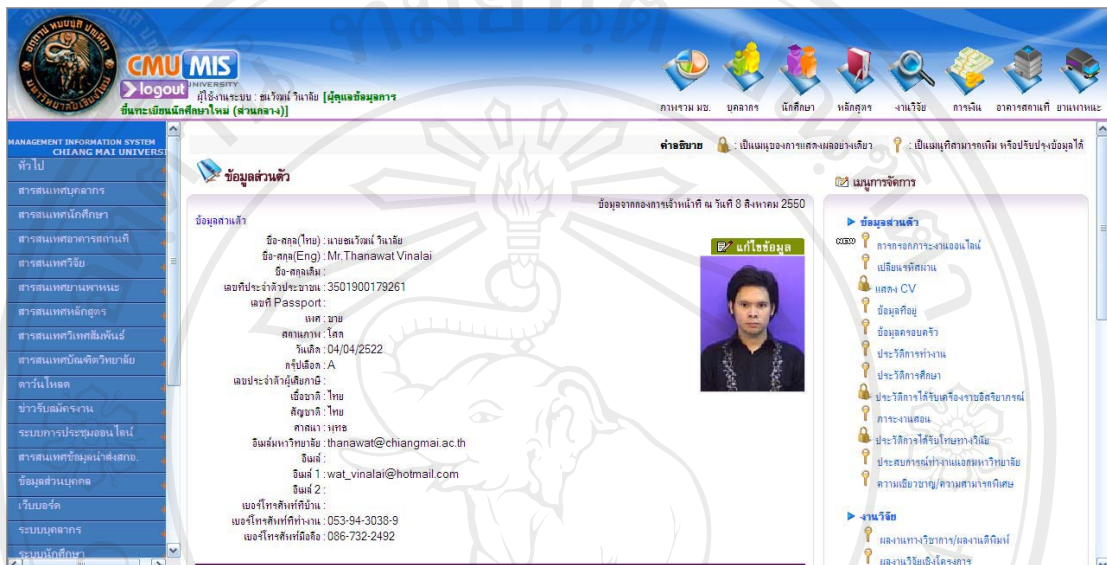 CMU MIS
UNIVERSITY
logout
ผู้ใช้งานระบบ : ธนวัฒน์ วินาลัย [ผู้ดูแลข้อมูลการ
ขึ้นทะเบียนนักศึกษาใหม่ (ส่วนกลาง)]
ภาพรวม มช. บุคลากร นักศึกษา หลักสูตร งานวิจัย การเงิน อาคารสถานที่ ยานพาหนะ
MANAGEMENT INFORMATION SYSTEM
CHIANG MAI UNIVERSI
ทั่วไป
สารสนเทศบุคลากร
สารสนเทศนักศึกษา
สารสนเทศอาคารสถานที่
สารสนเทศวิจัย
สารสนเทศยานพาหนะ
สารสนเทศหลักสูตร
สารสนเทศวิเทศสัมพันธ์
สารสนเทศบัณฑิตวิทยาลัย
ดาวน์โหลด
ข่าวรับสมัครงาน
ระบบการประชุมออนไลน์
สารสนเทศข้อมูลนำส่งสกอ.
ข้อมูลส่วนบุคคล
เว็บบอร์ด
ระบบบุคลากร
ระบบนักศึกษา
คำอธิบาย : เป็นเมนูของการแสดงผลอย่างเดียว : เป็นเมนูที่สามารถเพิ่ม หรือปรับปรุงข้อมูลได้
ข้อมูลส่วนตัว
ข้อมูลจากกองการเจ้าหน้าที่ ณ วันที่ 8 สิงหาคม 2550
ข้อมูลส่วนตัว
ชื่อ-สกุล(ไทย) : นายธนวัฒน์ วินาลัย
ชื่อ-สกุล(Eng) : Mr.Thanawat Vinalai
ชื่อ-สกุลเดิม :
เลขที่ประจำตัวประชาชน : 3501900179261
เลขที่ Passport :
เพศ : ชาย
สถานภาพ : โสด
วันเกิด : 04/04/2522
กรุ๊ปเลือด : A
เลขประจำตัวผู้เสียภาษี :
เชื้อชาติ : ไทย
สัญชาติ : ไทย
ศาสนา : พุทธ
อีเมล์มหาวิทยาลัย : thanawat@chiangmai.ac.th
อีเมล์ :
อีเมล์ 1 : wat_vinalai@hotmail.com
อีเมล์ 2 :
เบอร์โทรศัพท์ที่บ้าน :
เบอร์โทรศัพท์ที่ทำงาน : 053-94-3038-9
เบอร์โทรศัพท์มือถือ : 086-732-2492
แก้ไขข้อมูล
เมนูการจัดการ
ข้อมูลส่วนตัว
NEW การกรอกภาระงานออนไลน์
เปลี่ยนรหัสผ่าน
แสดง CV
ข้อมูลที่อยู่
ข้อมูลครอบครัว
ประวัติการทำงาน
ประวัติการศึกษา
ประวัติการได้รับเครื่องราชอิสริยาภรณ์
ภาระงานสอน
ประวัติการได้รับโทษทางวินัย
ประสบการณ์ทำงานนอกมหาวิทยาลัย
ความเชี่ยวชาญ/ความสามารถพิเศษ
งานวิจัย
ผลงานทางวิชาการ/ผลงานตีพิมพ์
ผลงานวิจัยเชิงโครงการ